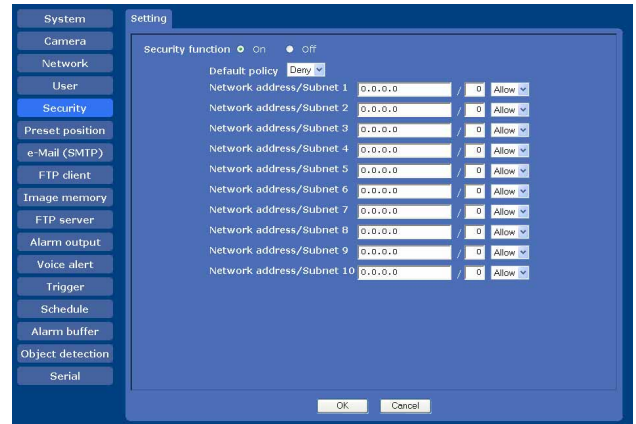 System
Camera
Network
User
Security
Preset position
e-Mail (SMTP)
FTP client
Image memory
FTP server
Alarm output
Voice alert
Trigger
Schedule
Alarm buffer
Object detection
Serial
Setting
Security function On Off
Default policy Deny
Network address/Subnet 1 0.0.0.0 / 0 Allow
Network address/Subnet 2 0.0.0.0 / 0 Allow
Network address/Subnet 3 0.0.0.0 / 0 Allow
Network address/Subnet 4 0.0.0.0 / 0 Allow
Network address/Subnet 5 0.0.0.0 / 0 Allow
Network address/Subnet 6 0.0.0.0 / 0 Allow
Network address/Subnet 7 0.0.0.0 / 0 Allow
Network address/Subnet 8 0.0.0.0 / 0 Allow
Network address/Subnet 9 0.0.0.0 / 0 Allow
Network address/Subnet 10 0.0.0.0 / 0 Allow
OK Cancel